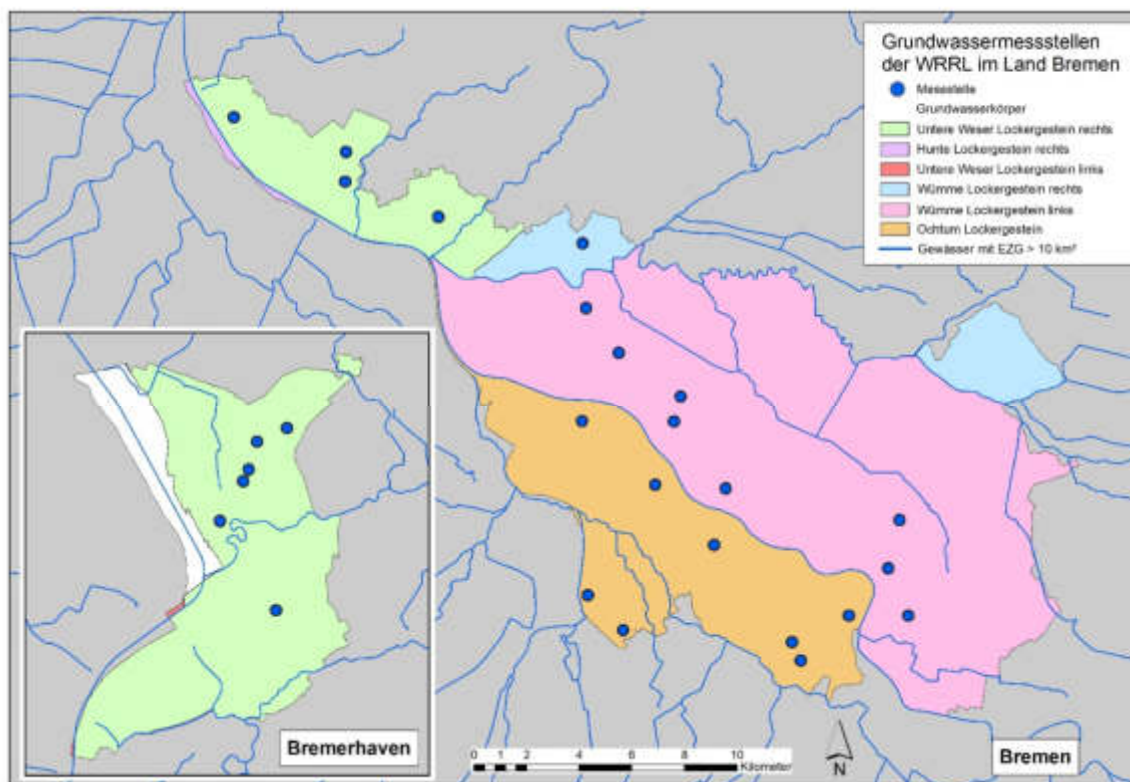 Grundwassermessstellen
der WRRL im Land Bremen
Messstelle
Grundwasserkörper
Untere Weser Lockergestein rechts
Hunte Lockergestein rechts
Untere Weser Lockergestein links
Wümme Lockergestein rechts
Wümme Lockergestein links
Ochtum Lockergestein
Gewässer mit EZG > 10 km²
Bremerhaven
0 1 2 4 6 8 10
Kilometer
N
Bremen